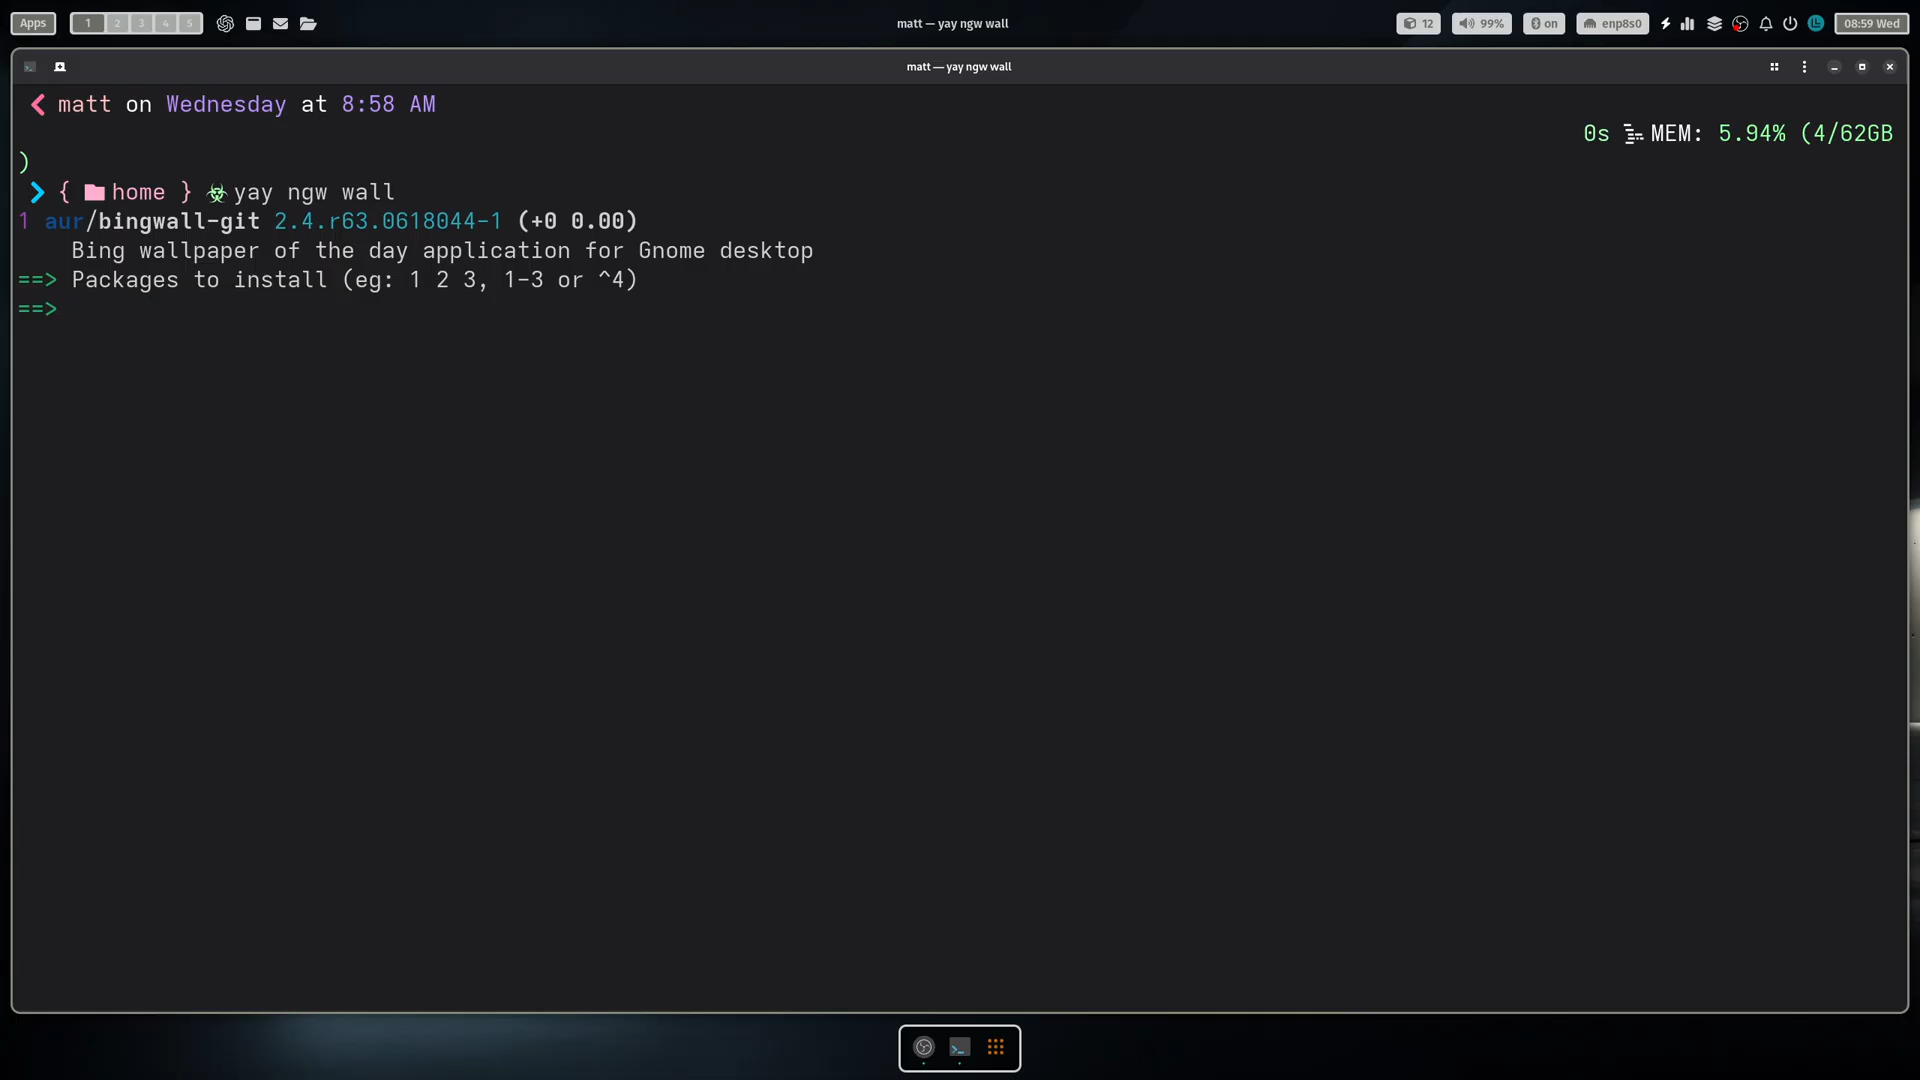 Apps 1 2 3 4 5 matt — yay ngw wall 12 99% on enp8s0 08:59 Wed
matt — yay ngw wall
matt on Wednesday at 8:58 AM
0s MEM: 5.94% (4/62GB
)
{ home } yay ngw wall
1 aur/bingwall-git 2.4.r63.0618044-1 (+0 0.00)
Bing wallpaper of the day application for Gnome desktop
==> Packages to install (eg: 1 2 3, 1-3 or ^4)
==>